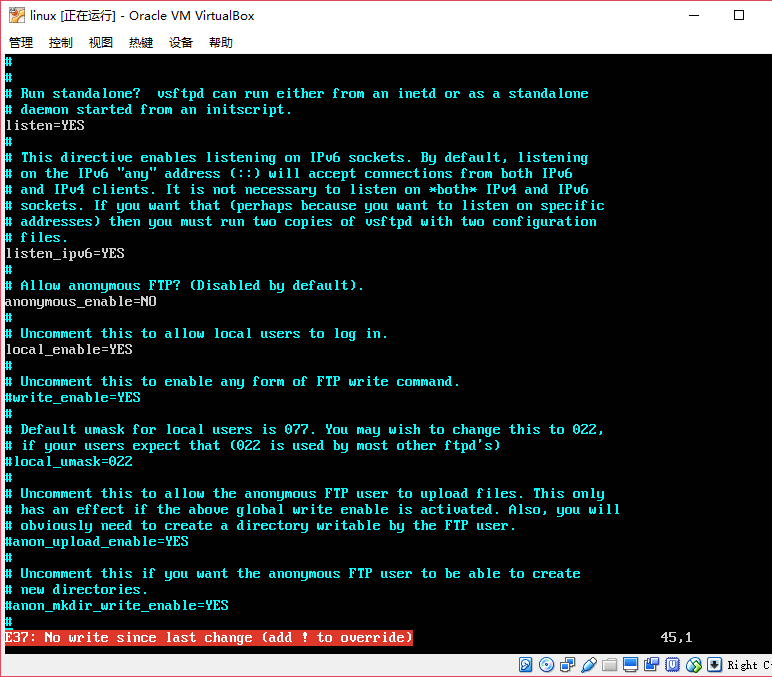 linux [正在运行] - Oracle VM VirtualBox
管理 控制 视图 热键 设备 帮助
#
#
# Run standalone?  vsftpd can run either from an inetd or as a standalone
# daemon started from an initscript.
listen=YES
#
# This directive enables listening on IPv6 sockets. By default, listening
# on the IPv6 "any" address (::) will accept connections from both IPv6
# and IPv4 clients. It is not necessary to listen on *both* IPv4 and IPv6
# sockets. If you want that (perhaps because you want to listen on specific
# addresses) then you must run two copies of vsftpd with two configuration
# files.
listen_ipv6=YES
#
# Allow anonymous FTP? (Disabled by default).
anonymous_enable=NO
#
# Uncomment this to allow local users to log in.
local_enable=YES
#
# Uncomment this to enable any form of FTP write command.
#write_enable=YES
#
# Default umask for local users is 077. You may wish to change this to 022,
# if your users expect that (022 is used by most other ftpd's)
#local_umask=022
#
# Uncomment this to allow the anonymous FTP user to upload files. This only
# has an effect if the above global write enable is activated. Also, you will
# obviously need to create a directory writable by the FTP user.
#anon_upload_enable=YES
#
# Uncomment this if you want the anonymous FTP user to be able to create
# new directories.
#anon_mkdir_write_enable=YES
#
E37: No write since last change (add ! to override) 45,1
Right C